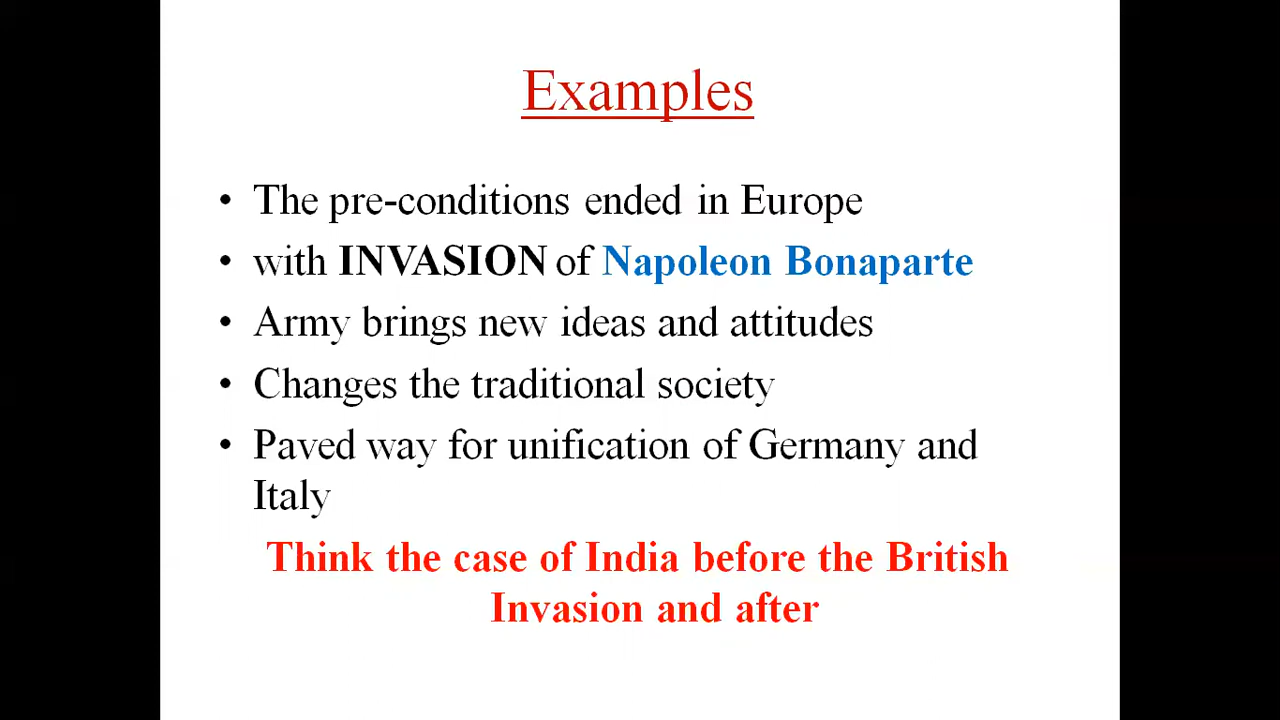 Examples
• The pre-conditions ended in Europe
• with INVASION of Napoleon Bonaparte
• Army brings new ideas and attitudes
• Changes the traditional society
• Paved way for unification of Germany and
Italy
Think the case of India before the British
Invasion and after